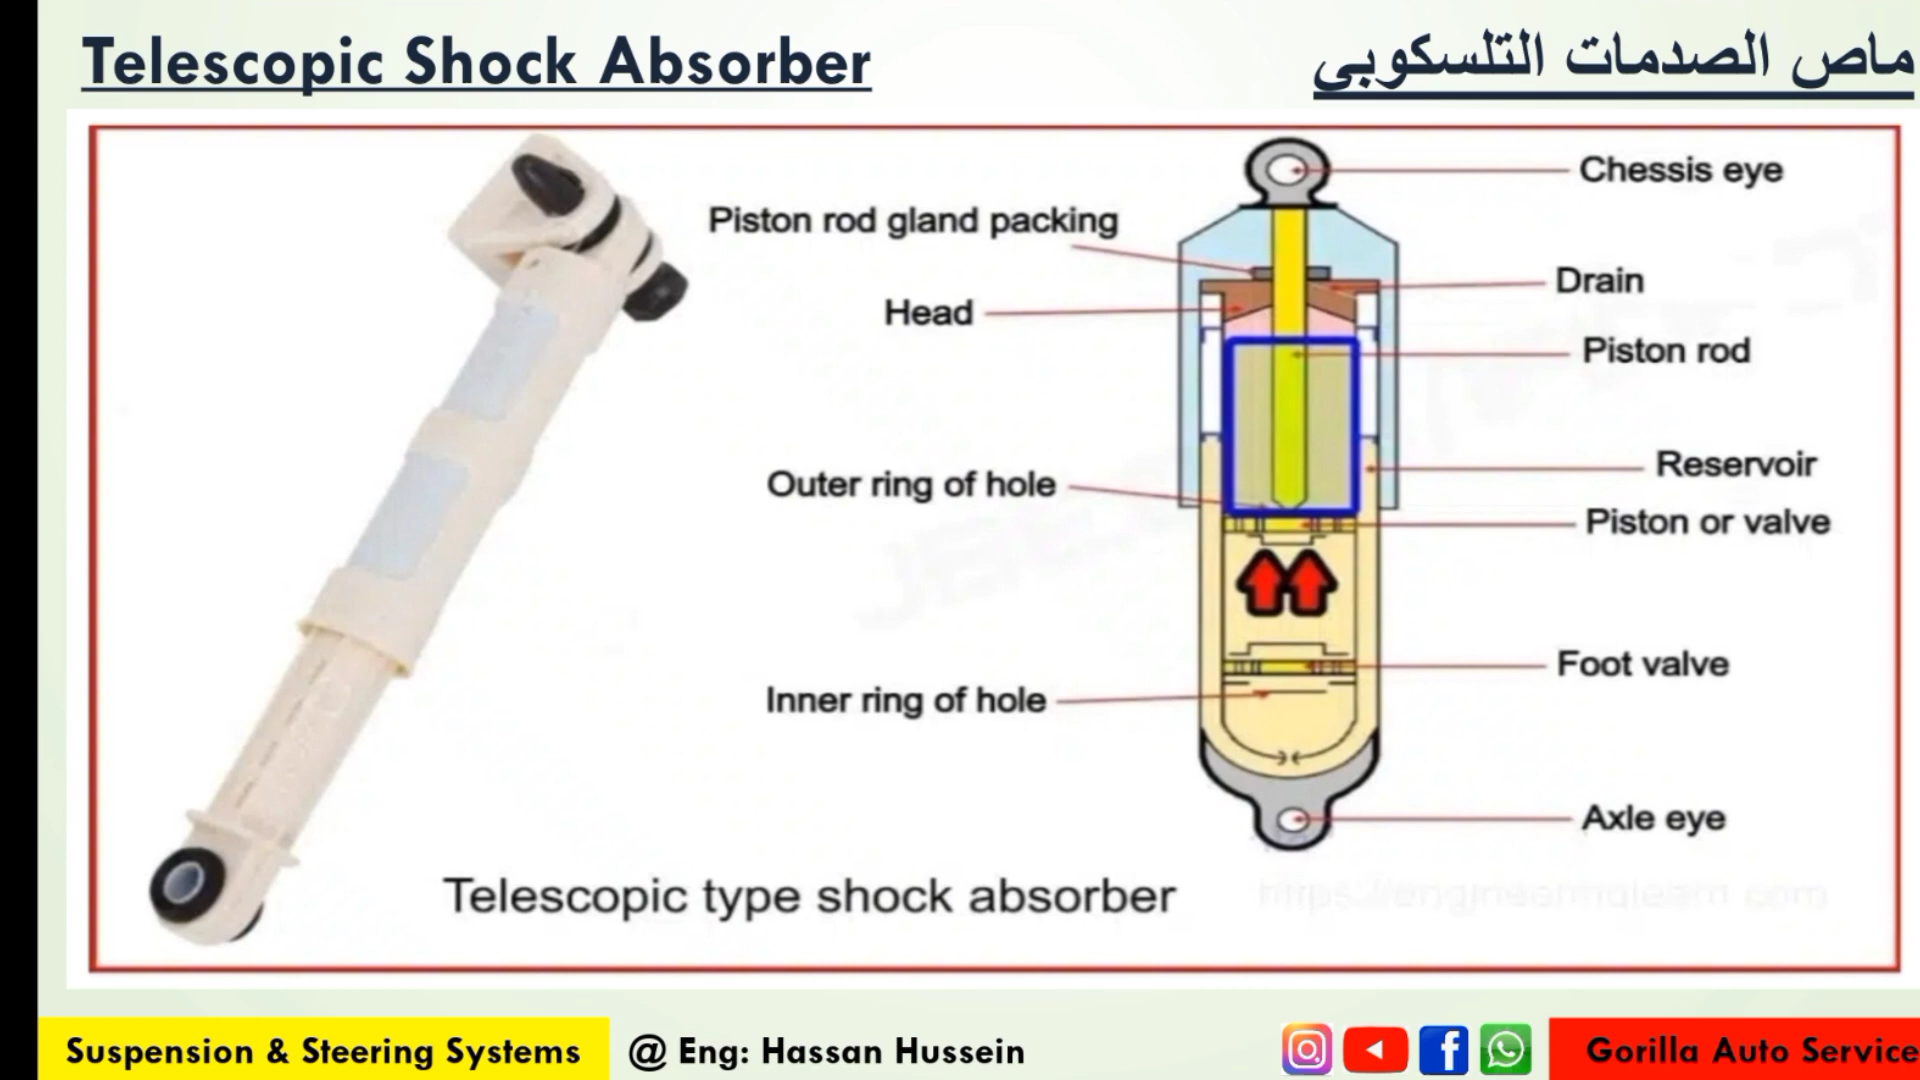 Telescopic Shock Absorber
ماص الصدمات التلسكوبي
Chessis eye
Piston rod gland packing
Drain
Head
Piston rod
Reservoir
Outer ring of hole
Piston or valve
Foot valve
Inner ring of hole
Axle eye
Telescopic type shock absorber
Suspension & Steering Systems
@ Eng: Hassan Hussein
Gorilla Auto Service